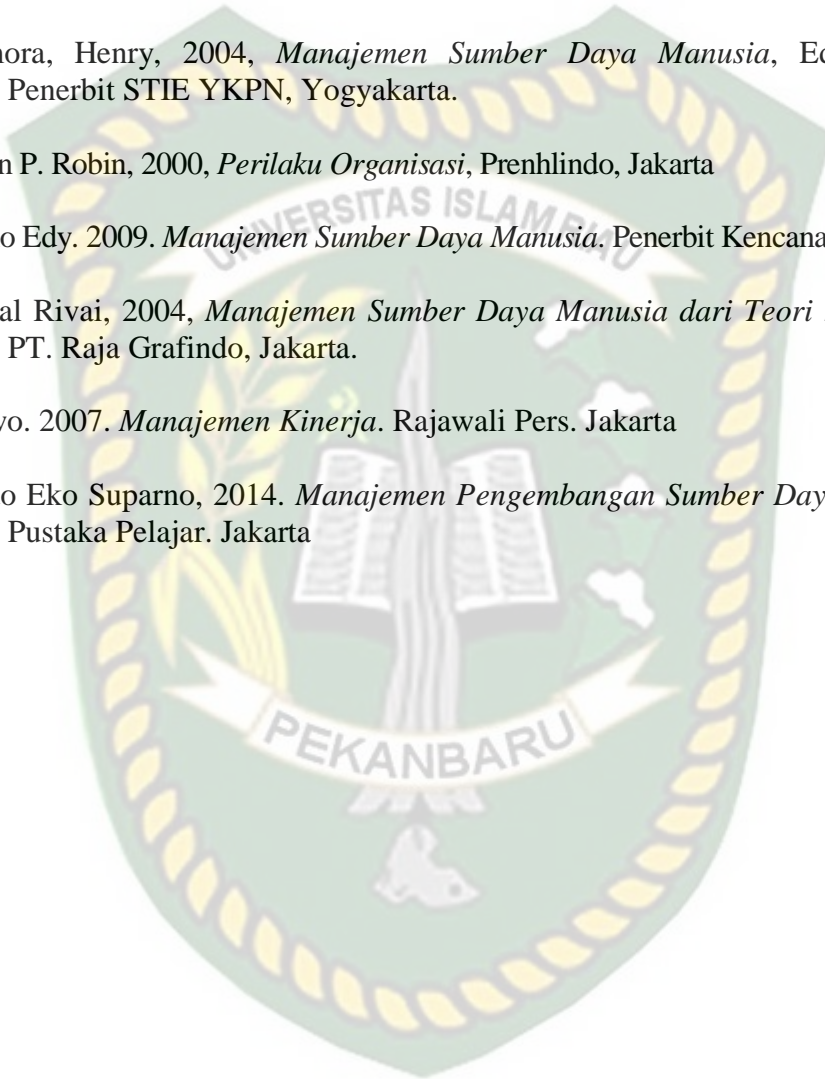 nora, Henry, 2004, Manajemen Sumber Daya Manusia, Ed
Penerbit STIE YKPN, Yogyakarta.
n P. Robin, 2000, Perilaku Organisasi, Prenhlindo, Jakarta
UNIVERSITAS ISLAM RIAU
o Edy. 2009. Manajemen Sumber Daya Manusia. Penerbit Kencana
al Rivai, 2004, Manajemen Sumber Daya Manusia dari Teori
PT. Raja Grafindo, Jakarta.
yo. 2007. Manajemen Kinerja. Rajawali Pers. Jakarta
o Eko Suparno, 2014. Manajemen Pengembangan Sumber Day
Pustaka Pelajar. Jakarta
PEKANBARU